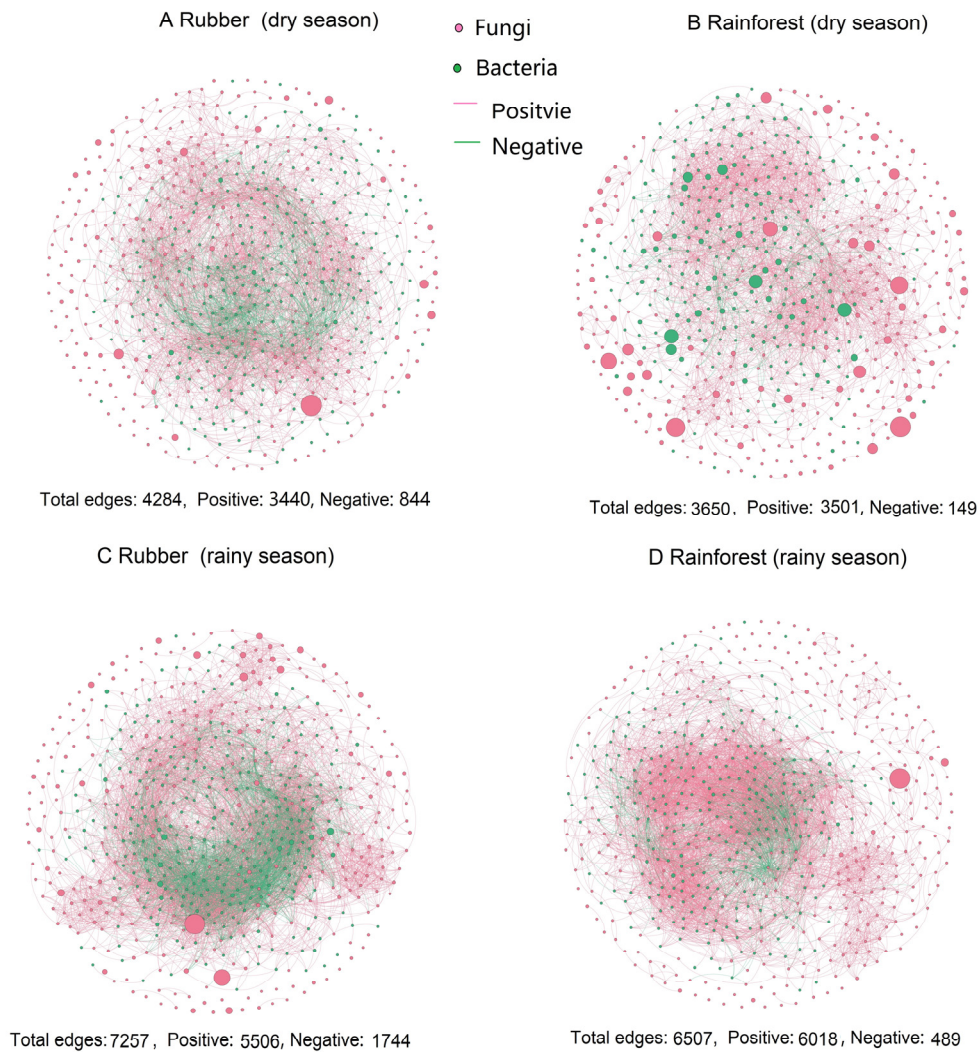 A Rubber (dry season)
Fungi
B Rainforest (dry season)
Bacteria
Positvie
Negative
Total edges: 4284, Positive: 3440, Negative: 844
Total edges: 3650, Positive: 3501, Negative: 149
C Rubber (rainy season)
D Rainforest (rainy season)
Total edges: 7257, Positive: 5506, Negative: 1744
Total edges: 6507, Positive: 6018, Negative: 489